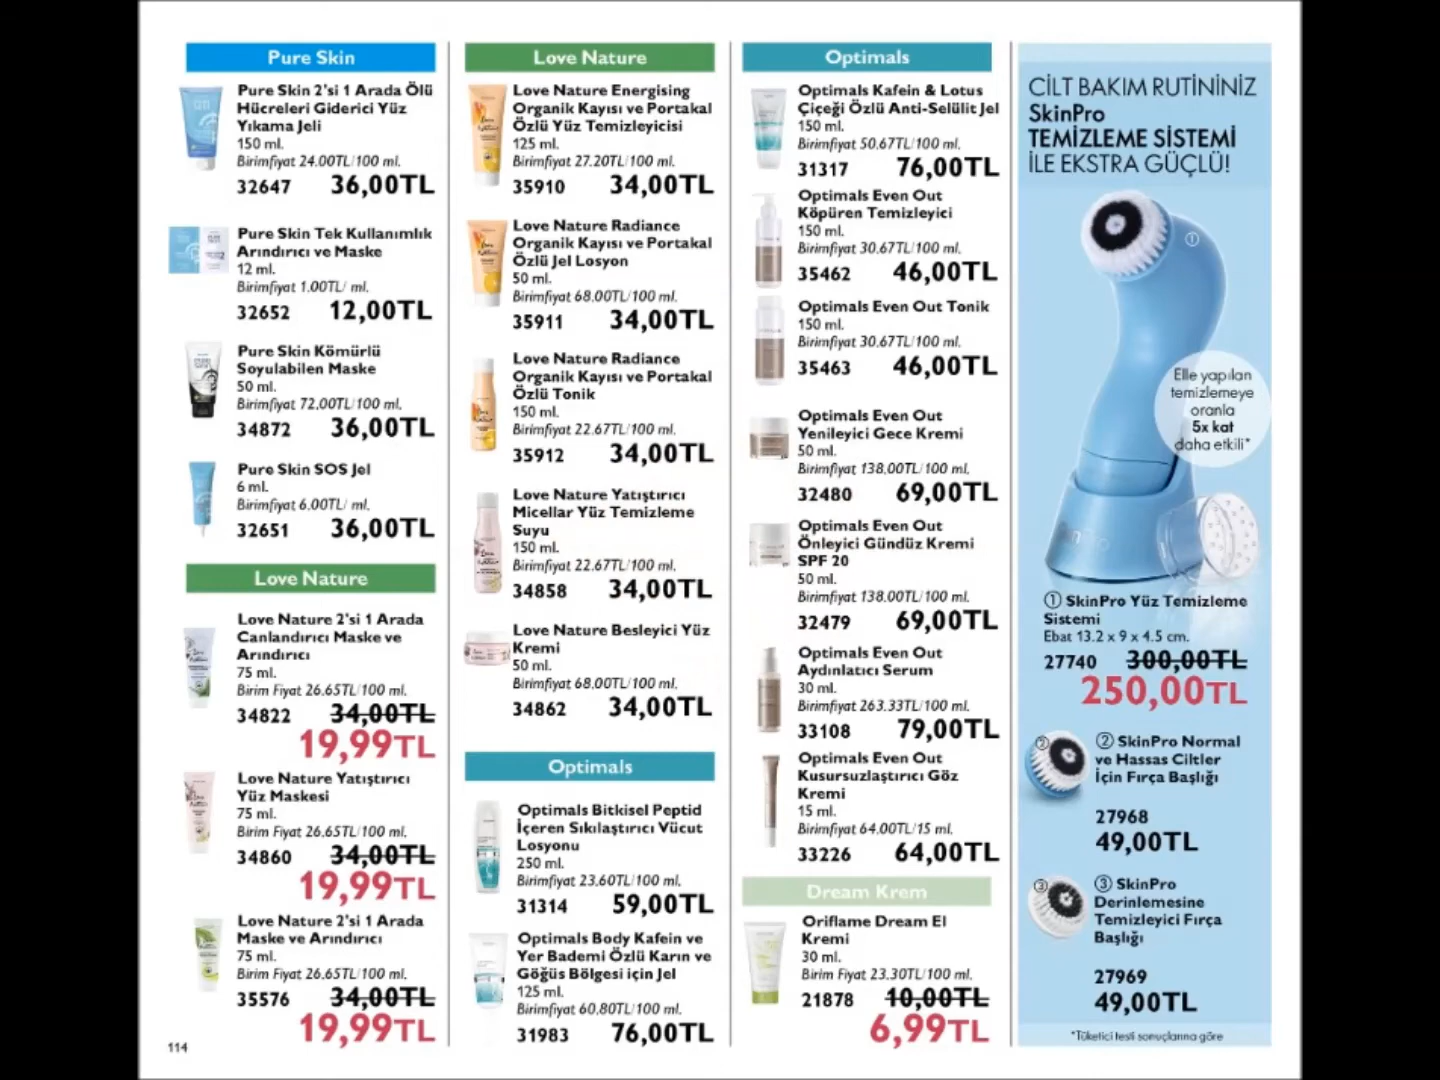 Pure Skin
Pure Skin 2'si 1 Arada Ölü
Hücreleri Giderici Yüz
Yıkama Jeli
150 ml.
Birimfiyat 24.00TL/100 ml.
32647 36,00TL
Pure Skin Tek Kullanımlık
Arındırıcı ve Maske
12 ml.
Birimfiyat 1.00TL/ ml.
32652 12,00TL
Pure Skin Kömürlü
Soyulabilen Maske
50 ml.
Birimfiyat 72.00TL/100 ml.
34872 36,00TL
Pure Skin SOS Jel
6 ml.
Birimfiyat 6.00TL/ ml.
32651 36,00TL
Love Nature
Love Nature 2'si 1 Arada
Canlandırıcı Maske ve
Arındırıcı
75 ml.
Birim Fiyat 26.65TL/100 ml.
34822 34,00TL
19,99TL
Love Nature Yatıştırıcı
Yüz Maskesi
75 ml.
Birim Fiyat 26.65TL/100 ml.
34860 34,00TL
19,99TL
Love Nature 2'si 1 Arada
Maske ve Arındırıcı
75 ml.
Birim Fiyat 26.65TL/100 ml.
35576 34,00TL
19,99TL
114
Love Nature
Love Nature Energising
Organik Kayısı ve Portakal
Özlü Yüz Temizleyicisi
125 ml.
Birimfiyat 27.20TL/100 ml.
35910 34,00TL
Love Nature Radiance
Organik Kayısı ve Portakal
Özlü Jel Losyon
50 ml.
Birimfiyat 68.00TL/100 ml.
35911 34,00TL
Love Nature Radiance
Organik Kayısı ve Portakal
Özlü Tonik
150 ml.
Birimfiyat 22.67TL/100 ml.
35912 34,00TL
Love Nature Yatıştırıcı
Micellar Yüz Temizleme
Suyu
150 ml.
Birimfiyat 22.67TL/100 ml.
34858 34,00TL
Love Nature Besleyici Yüz
Kremi
50 ml.
Birimfiyat 68.00TL/100 ml.
34862 34,00TL
Optimals
Optimals Bitkisel Peptid
İçeren Sıkılaştırıcı Vücut
Losyonu
250 ml.
Birimfiyat 23.60TL/100 ml.
31314 59,00TL
Optimals Body Kafein ve
Yer Bademi Özlü Karın ve
Göğüs Bölgesi için Jel
125 ml.
Birimfiyat 60.80TL/100 ml.
31983 76,00TL
Optimals
Optimals Kafein & Lotus
Çiçeği Özlü Anti-Selülit Jel
150 ml.
Birimfiyat 50.67TL/100 ml.
31317 76,00TL
Optimals Even Out
Köpüren Temizleyici
150 ml.
Birimfiyat 30.67TL/100 ml.
35462 46,00TL
Optimals Even Out Tonik
150 ml.
Birimfiyat 30.67TL/100 ml.
35463 46,00TL
Optimals Even Out
Yenileyici Gece Kremi
50 ml.
Birimfiyat 138.00TL/100 ml.
32480 69,00TL
Optimals Even Out
Önleyici Gündüz Kremi
SPF 20
50 ml.
Birimfiyat 138.00TL/100 ml.
32479 69,00TL
Optimals Even Out
Aydınlatıcı Serum
30 ml.
Birimfiyat 263.33TL/100 ml.
33108 79,00TL
Optimals Even Out
Kusursuzlaştırıcı Göz
Kremi
15 ml.
Birimfiyat 64.00TL/15 ml.
33226 64,00TL
Dream Krem
Oriflame Dream El
Kremi
30 ml.
Birim Fiyat 23.30TL/100 ml.
21878 10,00TL
6,99TL
CİLT BAKIM RUTİNİNİZ
SkinPro
TEMİZLEME SİSTEMİ
İLE EKSTRA GÜÇLÜ!
①
Elle yapılan
temizlemeye
oranla
5x kat
daha etkili*
① SkinPro Yüz Temizleme
Sistemi
Ebat 13.2 x 9 x 4.5 cm.
27740 300,00TL
250,00TL
②
② SkinPro Normal
ve Hassas Ciltler
İçin Fırça Başlığı
27968
49,00TL
③
③ SkinPro
Derinlemesine
Temizleyici Fırça
Başlığı
27969
49,00TL
*Tüketici testi sonuçlarına göre